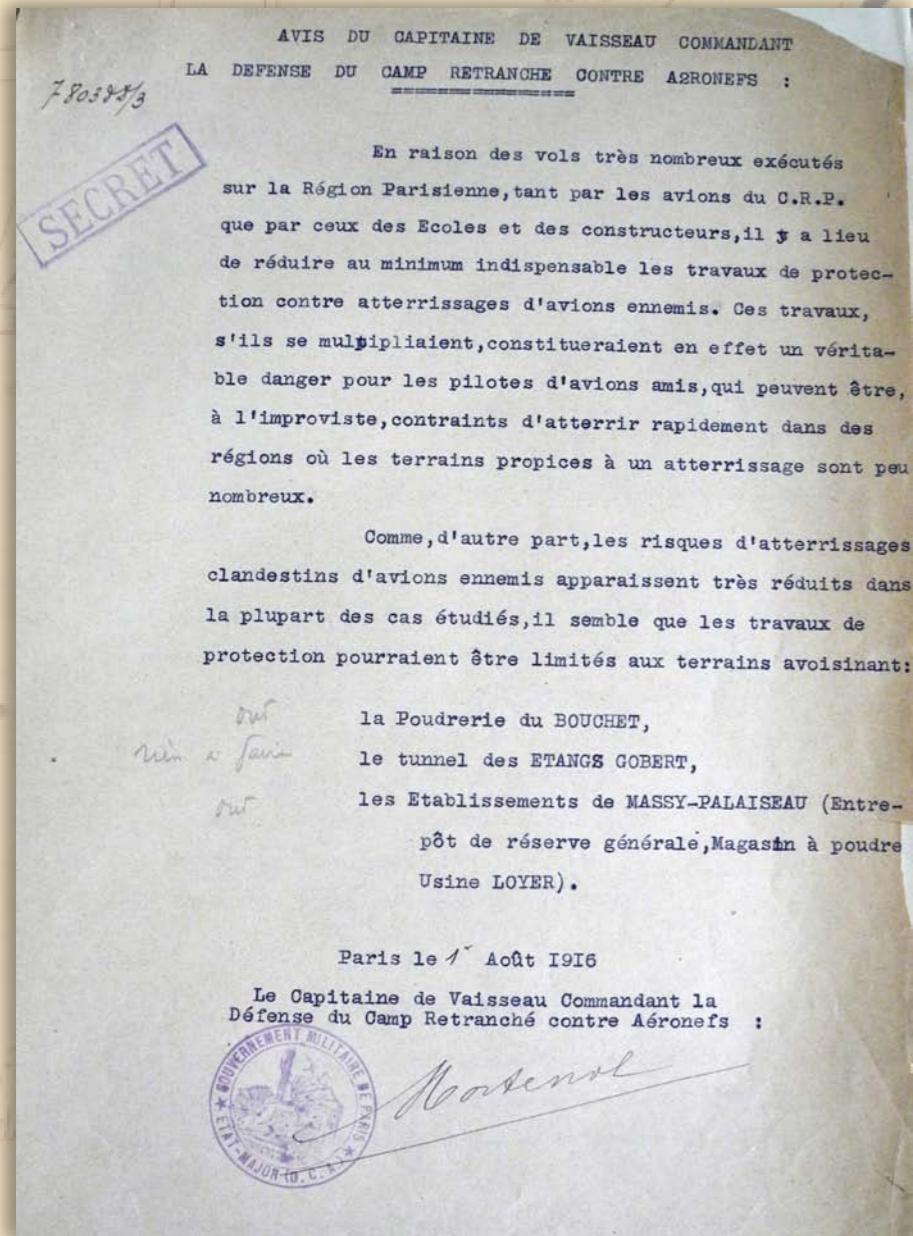 AVIS DU CAPITAINE DE VAISSEAU COMMANDANT
LA DEFENSE DU CAMP RETRANCHE CONTRE A2RONEFS :
SECRET
En raison des vols très nombreux exécutés
sur la Région Parisienne,tant par les avions du C.R.P.
que par ceux des Ecoles et des constructeurs,il y a lieu
de réduire au minimum indispensable les travaux de protec-
tion contre atterrissages d'avions ennemis. Ces travaux,
s'ils se multipliaient,constitueraient en effet un vérita-
ble danger pour les pilotes d'avions amis,qui peuvent être,
à l'improviste,contraints d'atterrir rapidement dans des
régions où les terrains propices à un atterrissage sont peu
nombreux.
Comme,d'autre part,les risques d'atterrissages
clandestins d'avions ennemis apparaissent très réduits dans
la plupart des cas étudiés,il semble que les travaux de
protection pourraient être limités aux terrains avoisinant:
la Poudrerie du BOUCHET,
rien a faire
le tunnel des ETANGS GOBERT,
les Etablissements de MASSY-PALAISEAU (Entre-
pôt de réserve générale,Magasin à poudre
Usine LOYER).
Paris le 1er Août I9I6
Le Capitaine de Vaisseau Commandant la
Défense du Camp Retranché contre Aéronefs :
Mortenol
GOUVERNEMENT MILITAIRE DE PARIS
ETAT-MAJOR (D.C.A.)